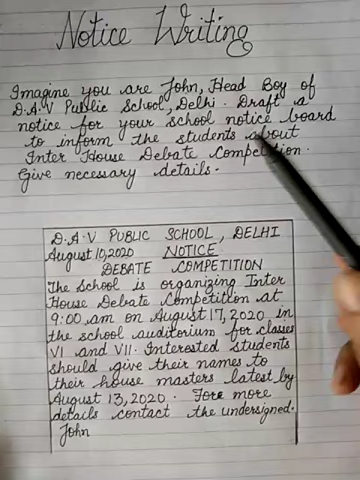 Notice Writing
Imagine you are John, Head Boy of
D.A.V Public School, Delhi. Draft a
notice for your school notice board
to inform the students about
Inter House Debate Competition.
Give necessary details.
D.A.V PUBLIC SCHOOL, DELHI
August 10,2020 NOTICE
DEBATE COMPETITION
The School is organizing Inter
House Debate Competition at
9:00 am on August 17, 2020 in
the school auditorium for classes
VI and VII. Interested students
should give their names to
their house masters latest by
August 13, 2020. Fore more
details contact the undersigned.
John